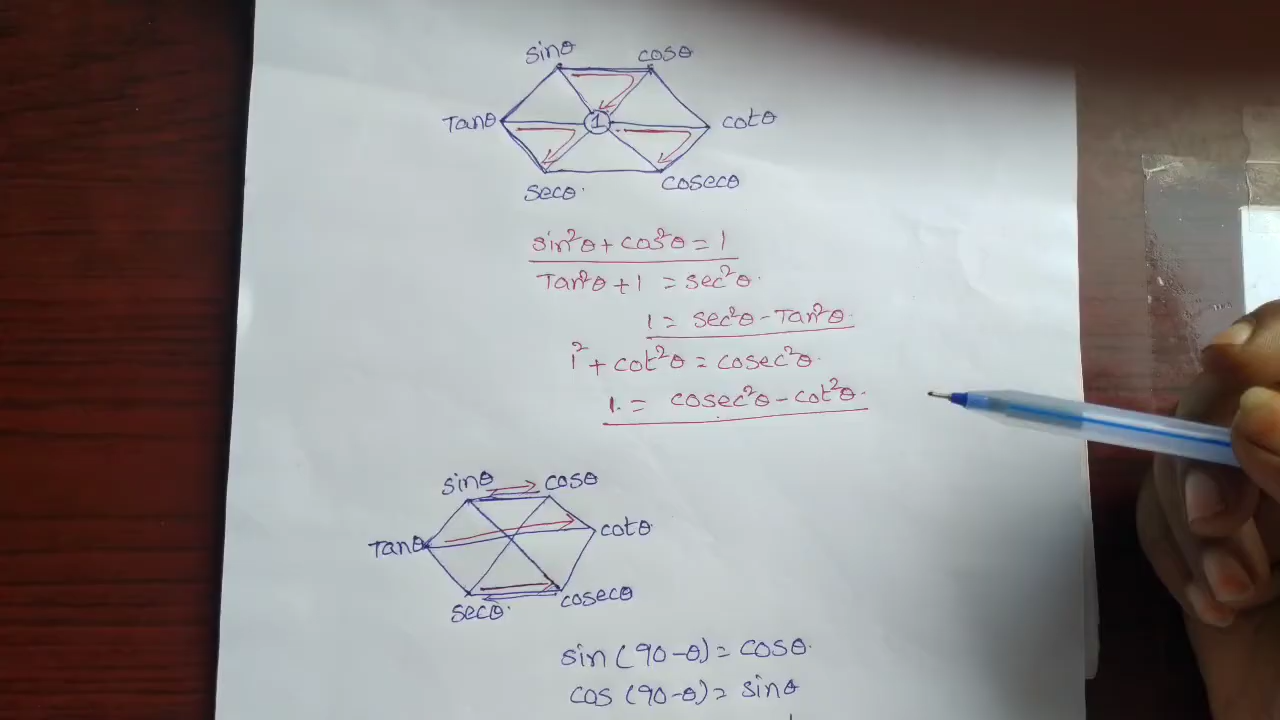 sinθ cosθ
Tanθ 1 cotθ
secθ cosecθ
sin²θ + cos²θ = 1
Tan²θ + 1 = sec²θ.
1 = sec²θ - Tan²θ.
1² + cot²θ = cosec²θ.
1. = cosec²θ - cot²θ.
sinθ cosθ
Tanθ cotθ
secθ. cosecθ
sin (90-θ) = cosθ.
cos (90-θ) = sinθ